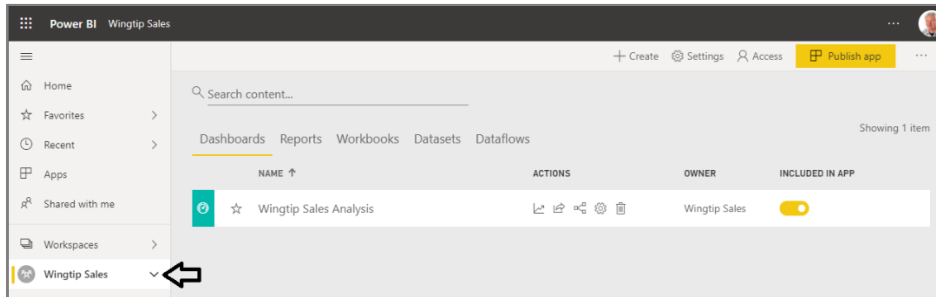 Power BI Wingtip Sales
Create Settings Access Publish app
Home
Search content...
Favorites
Showing 1 item
Dashboards Reports Workbooks Datasets Dataflows
Recent
Apps
NAME ACTIONS OWNER INCLUDED IN APP
Shared with me
Wingtip Sales Analysis Wingtip Sales
Workspaces
Wingtip Sales